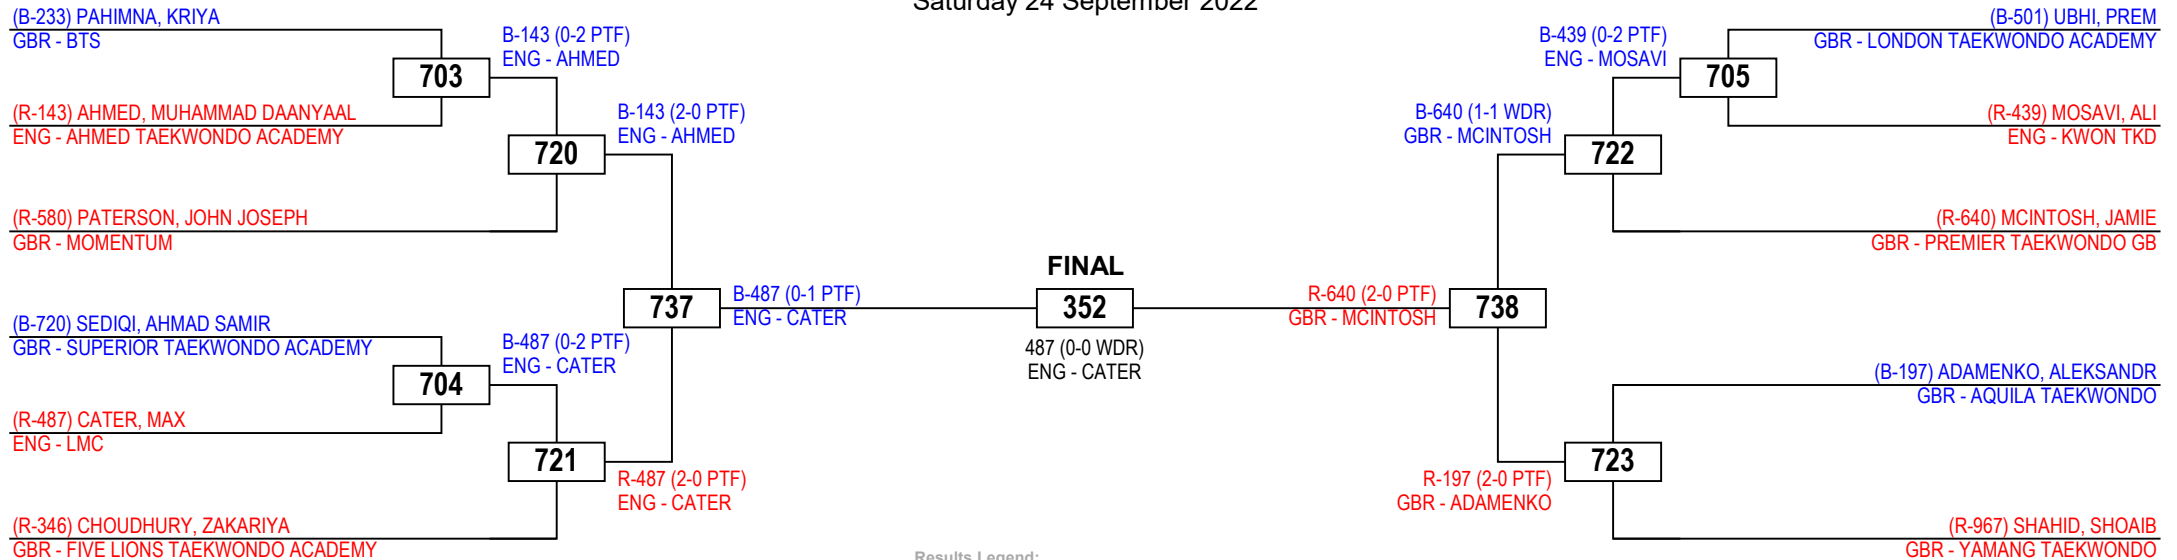 Saturday 24 September 2022
(B-233) PAHIMNA, KRIYA
GBR - BTS
703
(R-143) AHMED, MUHAMMAD DAANYAAL
ENG - AHMED TAEKWONDO ACADEMY
B-143 (0-2 PTF)
ENG - AHMED
720
(R-580) PATERSON, JOHN JOSEPH
GBR - MOMENTUM
B-143 (2-0 PTF)
ENG - AHMED
737
(B-720) SEDIQI, AHMAD SAMIR
GBR - SUPERIOR TAEKWONDO ACADEMY
704
(R-487) CATER, MAX
ENG - LMC
B-487 (0-2 PTF)
ENG - CATER
721
(R-346) CHOUDHURY, ZAKARIYA
GBR - FIVE LIONS TAEKWONDO ACADEMY
R-487 (2-0 PTF)
ENG - CATER
B-487 (0-1 PTF)
ENG - CATER
FINAL
352
487 (0-0 WDR)
ENG - CATER
R-640 (2-0 PTF)
GBR - MCINTOSH
738
B-640 (1-1 WDR)
GBR - MCINTOSH
722
B-439 (0-2 PTF)
ENG - MOSAVI
705
(B-501) UBHI, PREM
GBR - LONDON TAEKWONDO ACADEMY
(R-439) MOSAVI, ALI
ENG - KWON TKD
(R-640) MCINTOSH, JAMIE
GBR - PREMIER TAEKWONDO GB
R-197 (2-0 PTF)
GBR - ADAMENKO
723
(B-197) ADAMENKO, ALEKSANDR
GBR - AQUILA TAEKWONDO
(R-967) SHAHID, SHOAIB
GBR - YAMANG TAEKWONDO
Results Legend: